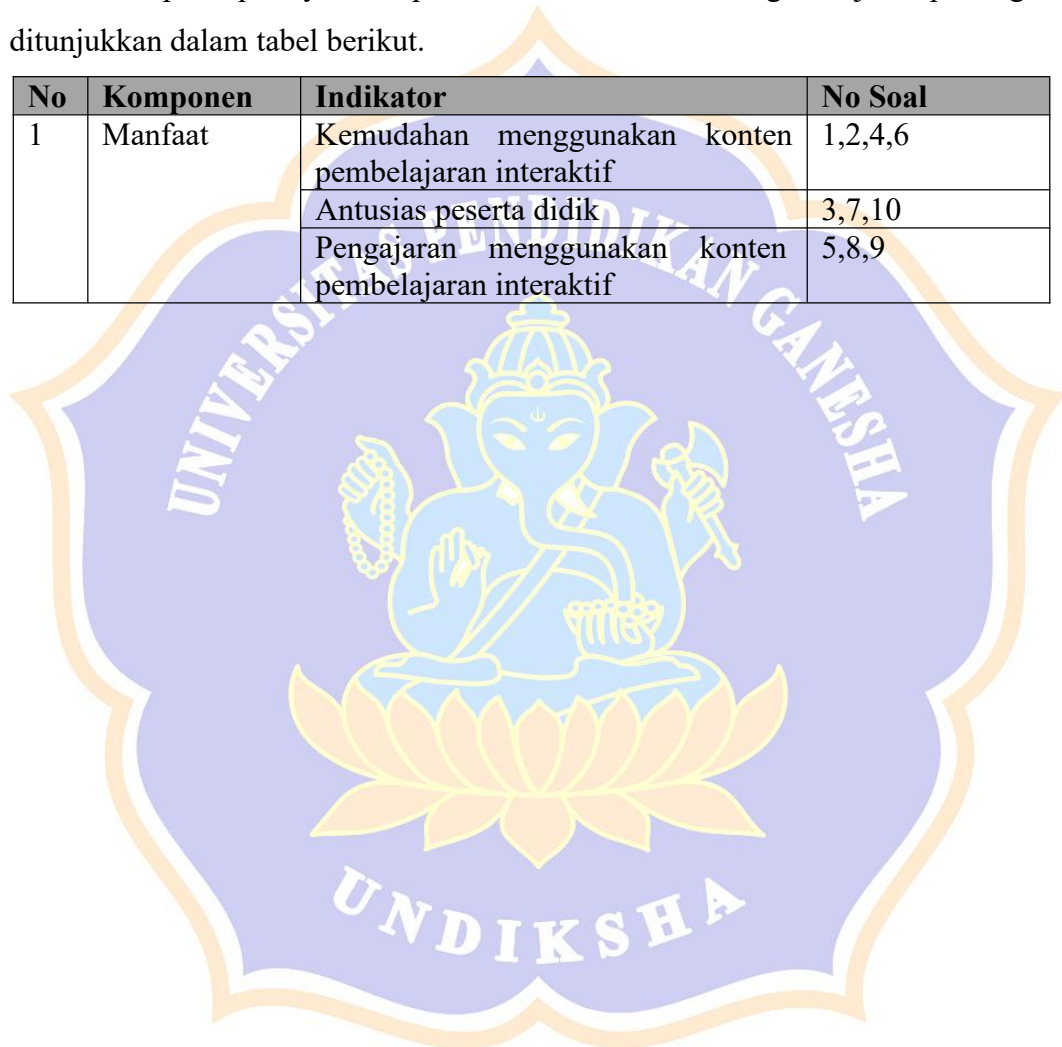 ditunjukkan dalam tabel berikut.
No Komponen Indikator No Soal
1 Manfaat Kemudahan menggunakan konten 1,2,4,6
pembelajaran interaktif
Antusias peserta didik 3,7,10
Pengajaran menggunakan konten 5,8,9
pembelajaran interaktif
UNIVERSITAS PENDIDIKAN GANESHA
UNDIKSHA